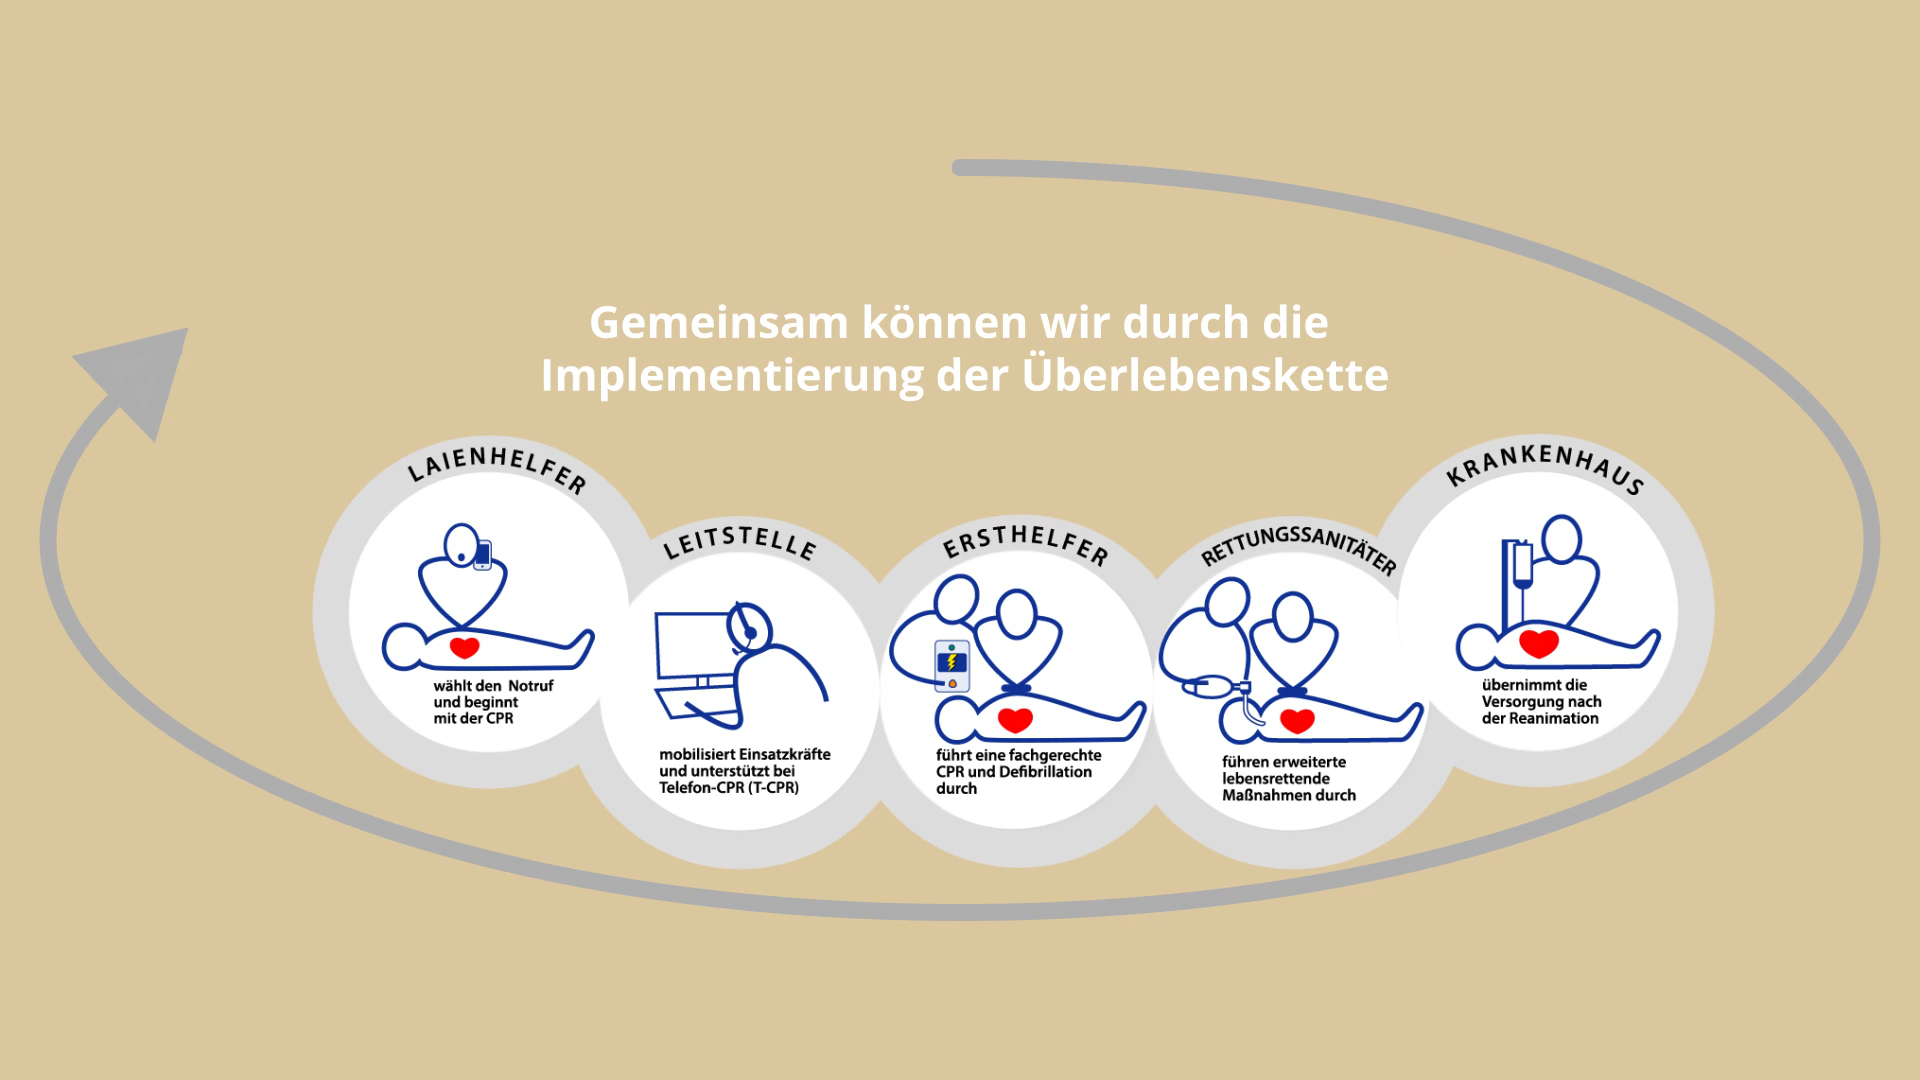 Gemeinsam können wir durch die
Implementierung der Überlebenskette
LAIENHELFER
wählt den Notruf
und beginnt
mit der CPR
LEITSTELLE
mobilisiert Einsatzkräfte
und unterstützt bei
Telefon-CPR (T-CPR)
ERSTHELFER
führt eine fachgerechte
CPR und Defibrillation
durch
RETTUNGSSANITÄTER
führen erweiterte
lebensrettende
Maßnahmen durch
KRANKENHAUS
übernimmt die
Versorgung nach
der Reanimation